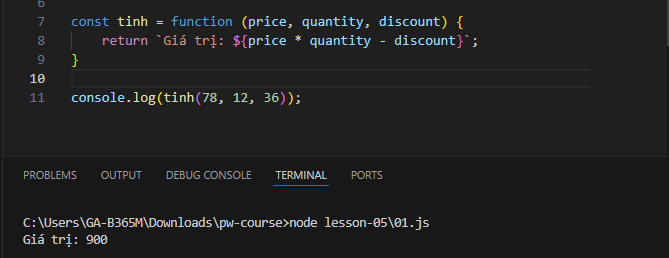 6
7 const tinh = function (price, quantity, discount) {
8     return `Giá trị: ${price * quantity - discount}`;
9 }
10
11 console.log(tinh(78, 12, 36));
PROBLEMS OUTPUT DEBUG CONSOLE TERMINAL PORTS
C:\Users\GA-B365M\Downloads\pw-course>node lesson-05\01.js
Giá trị: 900